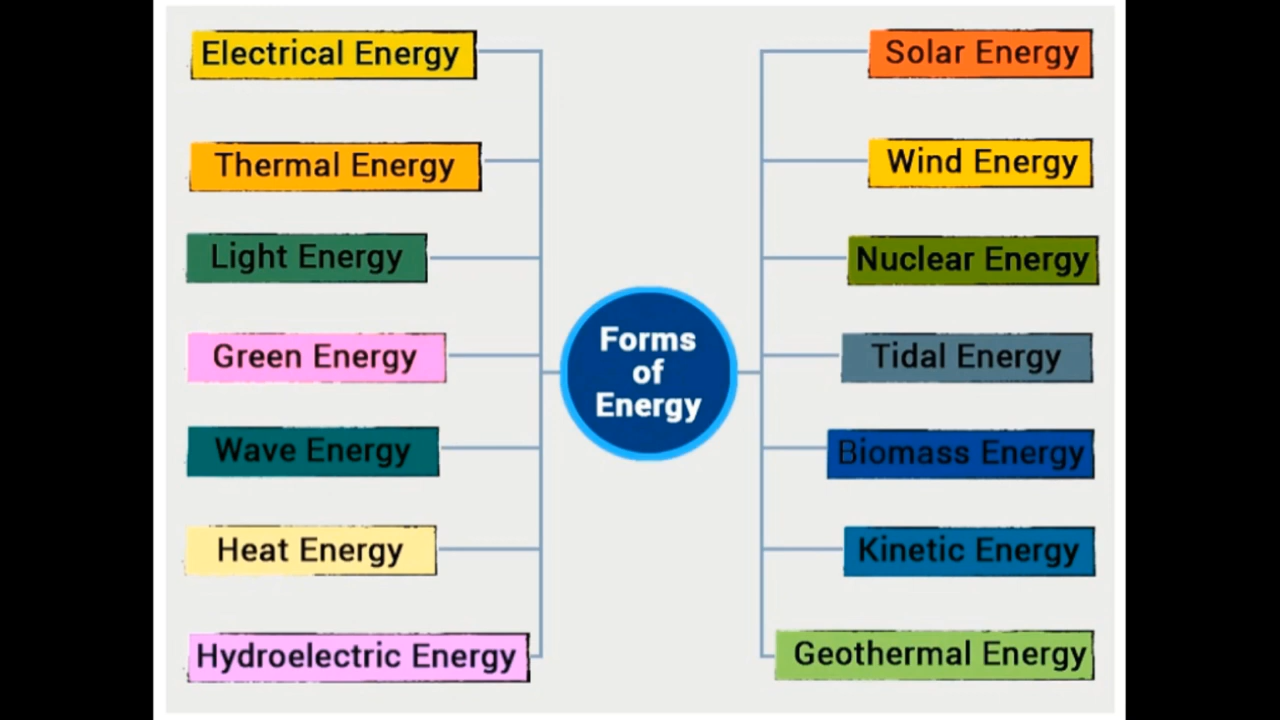 Electrical Energy
Thermal Energy
Light Energy
Green Energy
Wave Energy
Heat Energy
Hydroelectric Energy
Forms
of
Energy
Solar Energy
Wind Energy
Nuclear Energy
Tidal Energy
Biomass Energy
Kinetic Energy
Geothermal Energy